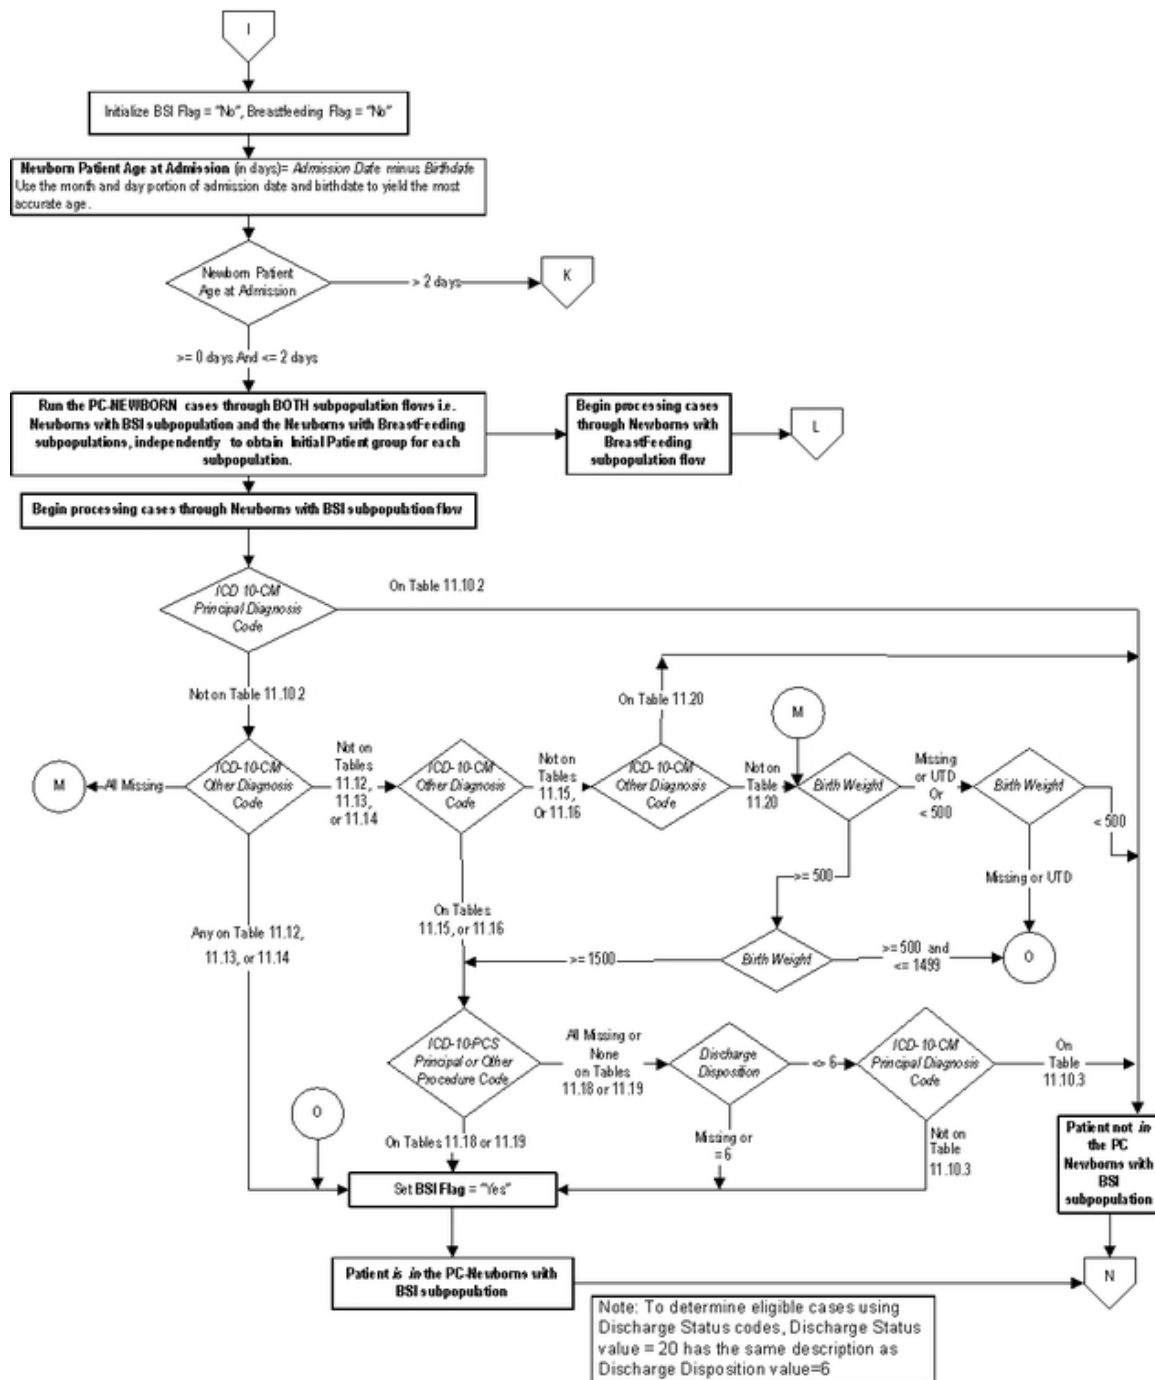 I
Initialize BSI Flag = "No", Breastfeeding Flag = "No"
Newborn Patient Age at Admission (in days)= Admission Date minus Birthdate
Use the month and day portion of admission date and birthdate to yield the most
accurate age.
Newborn Patient
Age at Admission
> 2 days
K
>= 0 days And <= 2 days
Run the PC-NEWBORN cases through BOTH subpopulation flows i.e.
Newborns with BSI subpopulation and the Newborns with BreastFeeding
subpopulations, independently to obtain Initial Patient group for each
subpopulation.
Begin processing cases
through Newborns with
BreastFeeding
subpopulation flow
L
Begin processing cases through Newborns with BSI subpopulation flow
ICD 10-CM
Principal Diagnosis
Code
On Table 11.10.2
Not on Table 11.10.2
On Table 11.20
M
M
All Missing
ICD-10-CM
Other Diagnosis
Code
Not on
Tables
11.12,
11.13,
or 11.14
ICD-10-CM
Other Diagnosis
Code
Not on
Tables
11.15,
Or 11.16
ICD-10-CM
Other Diagnosis
Code
Not on
Table
11.20
Birth Weight
Missing
or UTD
Or
< 500
Birth Weight
< 500
>= 500
Missing or UTD
On Tables
11.15, or 11.16
Any on Table 11.12,
11.13, or 11.14
>= 1500
Birth Weight
>= 500 and
<= 1499
O
ICD-10-PCS
Principal or Other
Procedure Code
All Missing or
None
on Tables
11.18 or 11.19
Discharge
Disposition
<> 6
ICD-10-CM
Principal Diagnosis
Code
On
Table
11.10.3
O
On Tables 11.18 or 11.19
Missing or
= 6
Not on
Table
11.10.3
Patient not in
the PC
Newborns with
BSI
subpopulation
Set BSI Flag = "Yes"
Patient is in the PC-Newborns with
BSI subpopulation
N
Note: To determine eligible cases using
Discharge Status codes, Discharge Status
value = 20 has the same description as
Discharge Disposition value=6